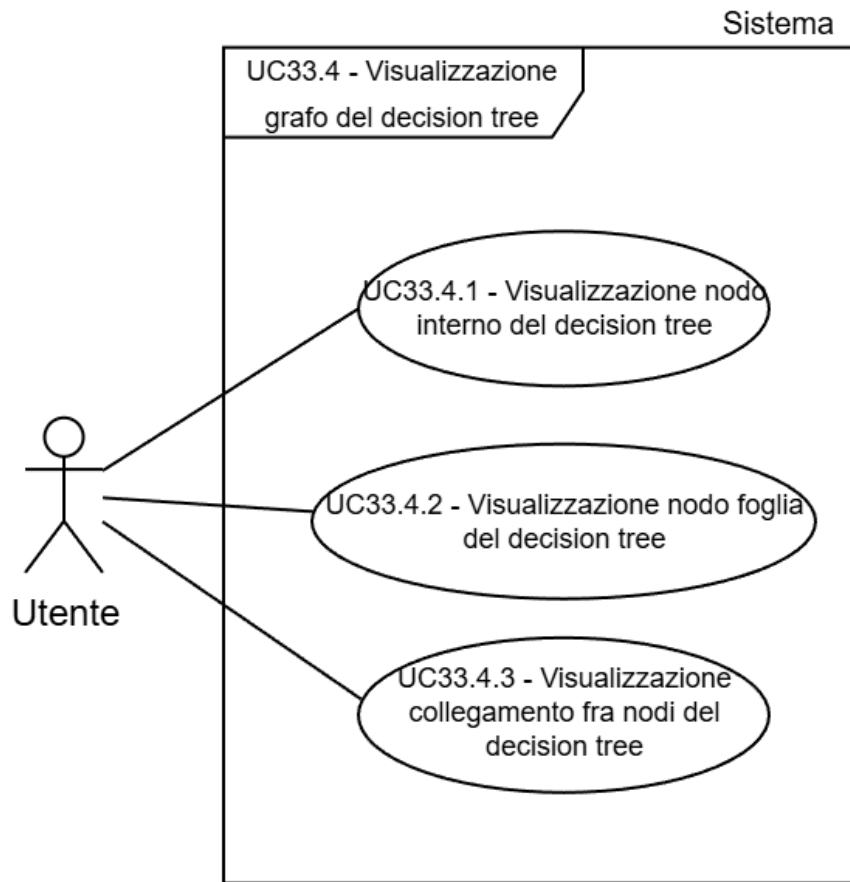 Sistema
UC33.4 - Visualizzazione
grafo del decision tree
UC33.4.1 - Visualizzazione nodo
interno del decision tree
UC33.4.2 - Visualizzazione nodo foglia
del decision tree
Utente
UC33.4.3 - Visualizzazione
collegamento fra nodi del
decision tree